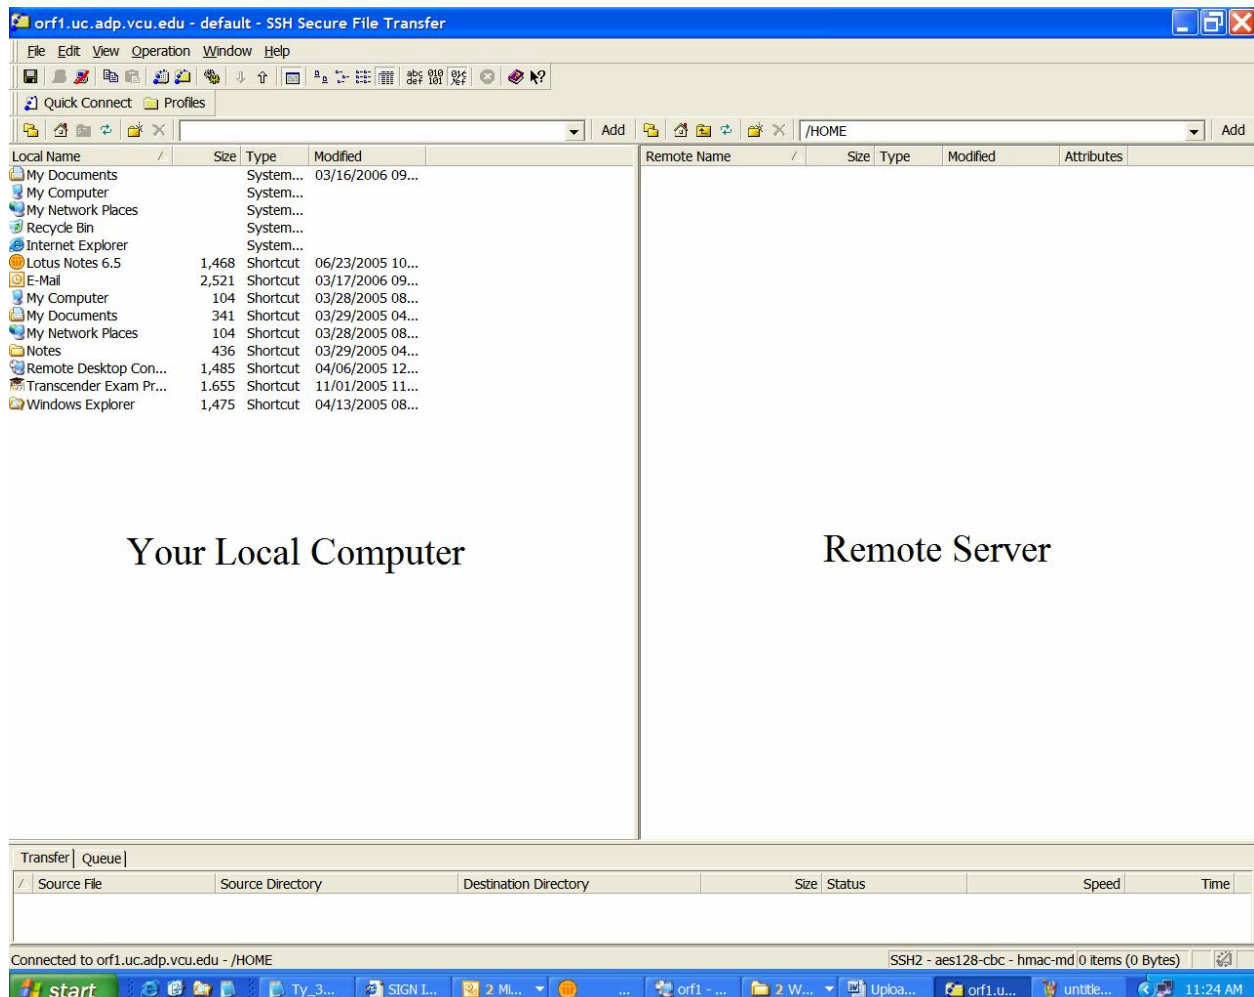 orf1.uc.adp.vcu.edu - default - SSH Secure File Transfer
File Edit View Operation Window Help
abc def 010 101
Quick Connect Profiles
Add /HOME Add
Local Name Size Type Modified Remote Name Size Type Modified Attributes
My Documents System... 03/16/2006 09...
My Computer System...
My Network Places System...
Recycle Bin System...
Internet Explorer System...
Lotus Notes 6.5 1,468 Shortcut 06/23/2005 10...
E-Mail 2,521 Shortcut 03/17/2006 09...
My Computer 104 Shortcut 03/28/2005 08...
My Documents 341 Shortcut 03/29/2005 04...
My Network Places 104 Shortcut 03/28/2005 08...
Notes 436 Shortcut 03/29/2005 04...
Remote Desktop Con... 1,485 Shortcut 04/06/2005 12...
Transcender Exam Pr... 1.655 Shortcut 11/01/2005 11...
Windows Explorer 1,475 Shortcut 04/13/2005 08...
Your Local Computer Remote Server
Transfer Queue
Source File Source Directory Destination Directory Size Status Speed Time
Connected to orf1.uc.adp.vcu.edu - /HOME SSH2 - aes128-cbc - hmac-md 0 items (0 Bytes)
start Ty_3... SIGN I... 2 Mi... ... orf1 - ... 2 W... Uploa... orf1.u... untitle... 11:24 AM